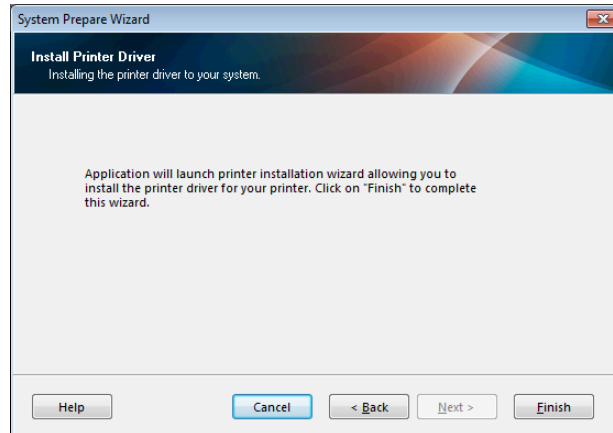 System Prepare Wizard
Install Printer Driver
Installing the printer driver to your system.
Application will launch printer installation wizard allowing you to
install the printer driver for your printer. Click on "Finish" to complete
this wizard.
Help
Cancel
< Back
Next >
Finish